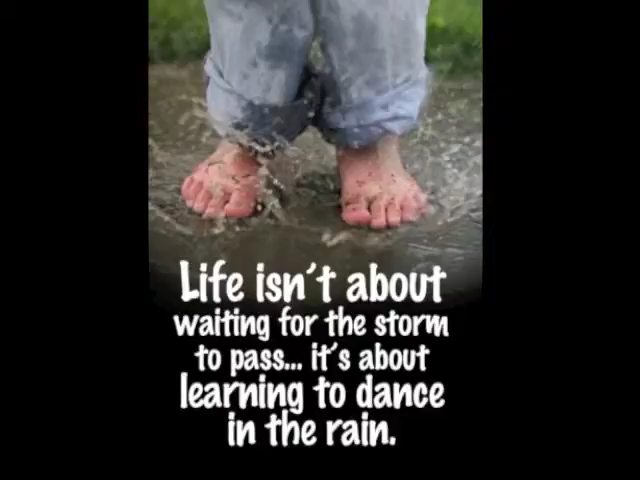 Life isn't about
waiting for the storm
to pass... it's about
learning to dance
in the rain.